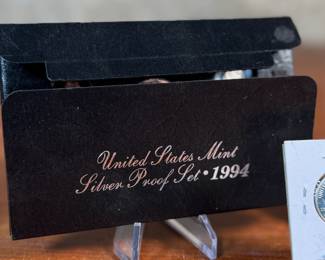 United States Mint
Silver Proof Set • 1994